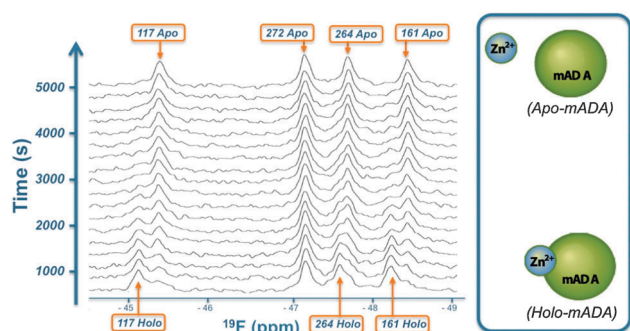 117 Apo
272 Apo
264 Apo
161 Apo
Zn2+
mADA
(Apo-mADA)
5000
4000
3000
2000
1000
Time (s)
Zn2+
mADA
(Holo-mADA)
- 45
- 46
- 47
- 48
- 49
117 Holo
19F (ppm)
264 Holo
161 Holo